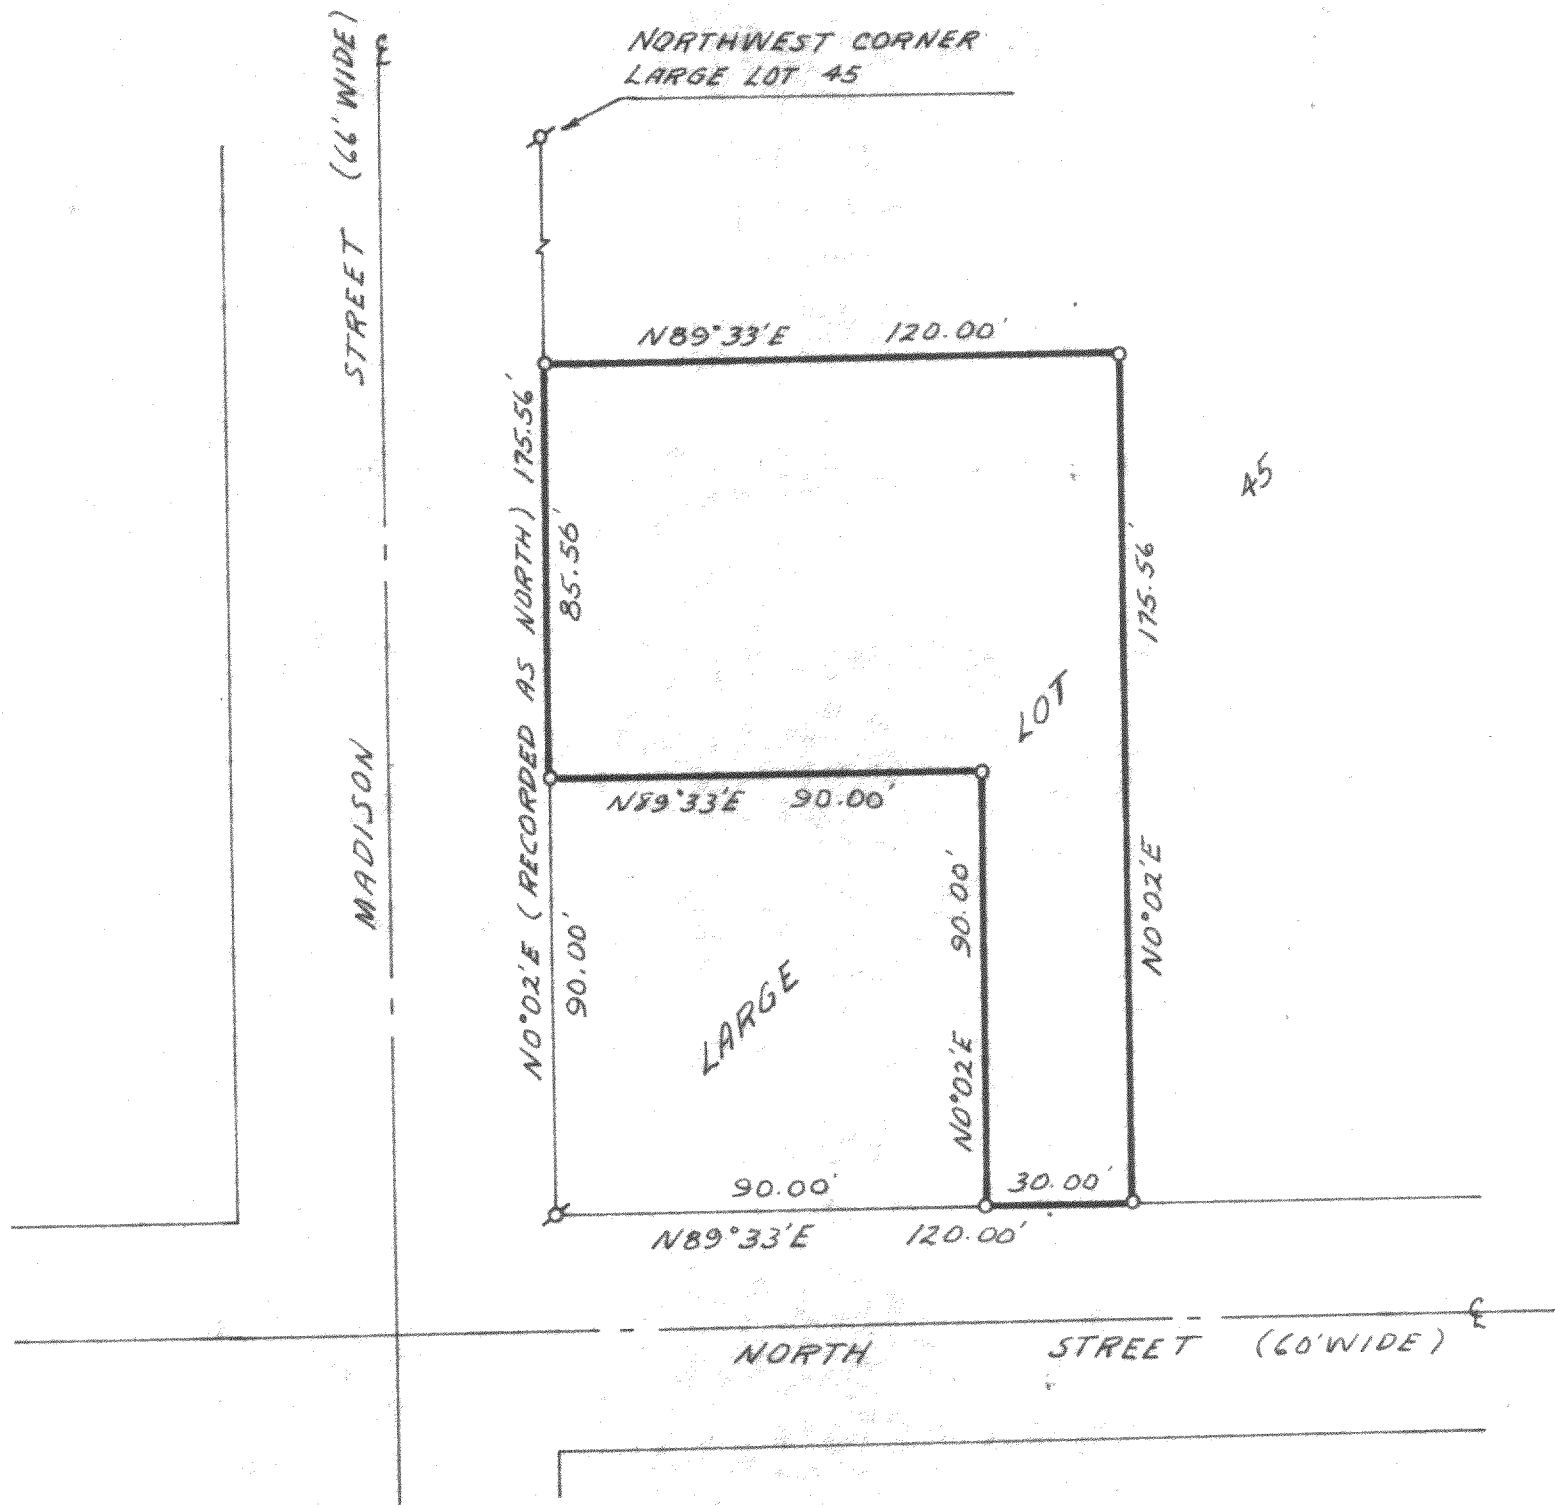 NORTHWEST CORNER
LARGE LOT 45
STREET (66' WIDE)
℄
N89°33'E 120.00'
N0°02'E (RECORDED AS NORTH) 175.56'
85.56'
175.56'
45
LOT
MADISON
N89°33'E 90.00'
90.00'
LARGE
N0°02'E 90.00'
N0°02'E
90.00'
30.00'
N89°33'E 120.00'
NORTH STREET (60' WIDE)
℄